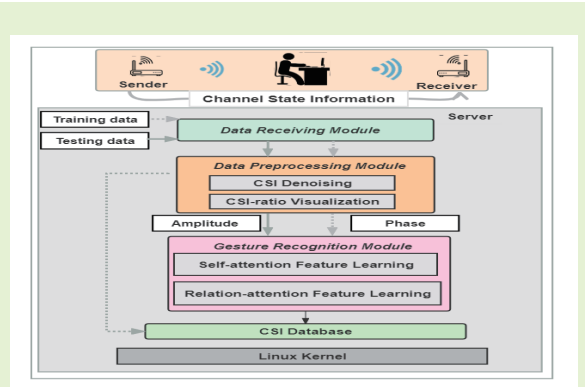 Sender
Receiver
Channel State Information
Server
Training data
Testing data
Data Receiving Module
Data Preprocessing Module
CSI Denoising
CSI-ratio Visualization
Amplitude
Phase
Gesture Recognition Module
Self-attention Feature Learning
Relation-attention Feature Learning
CSI Database
Linux Kernel